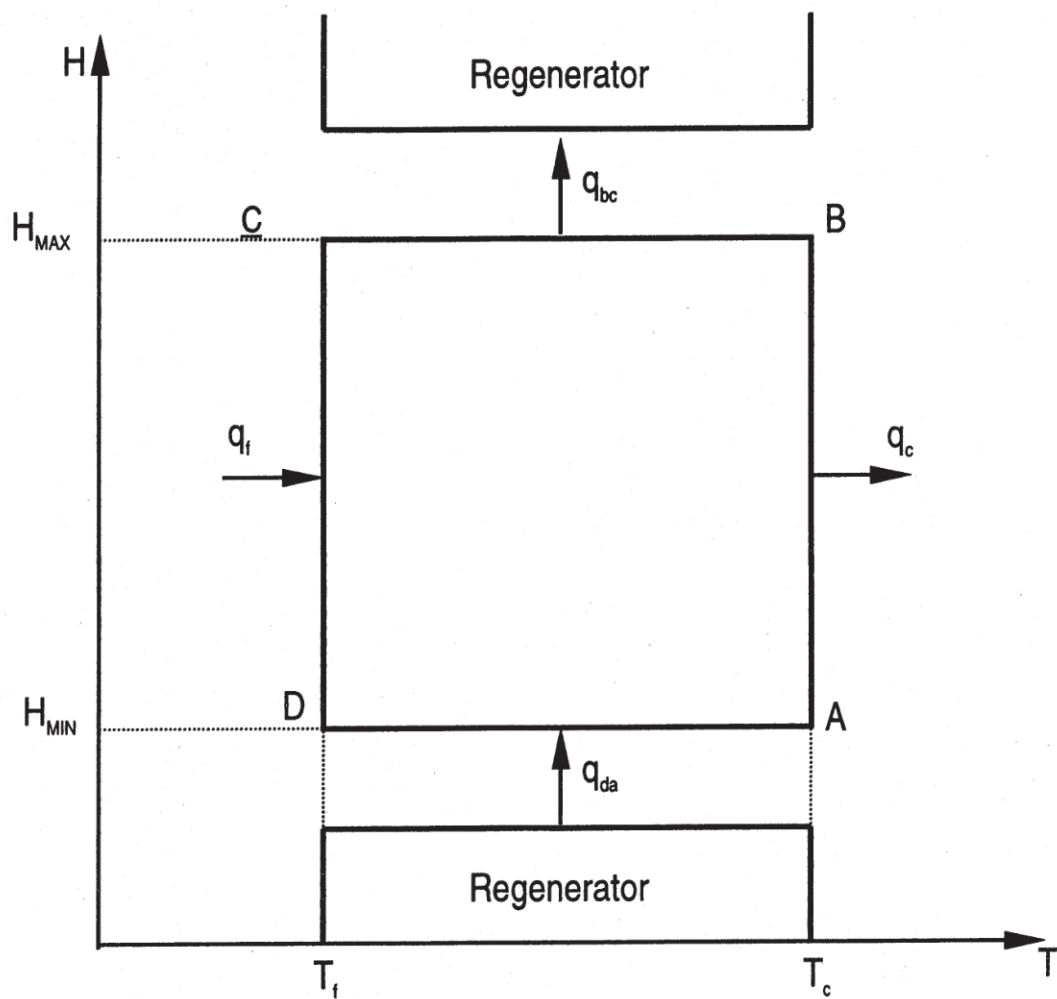 H
Regenerator
q_bc
H_MAX
C
B
q_f
q_c
D
H_MIN
A
q_da
Regenerator
T_f
T_c
T